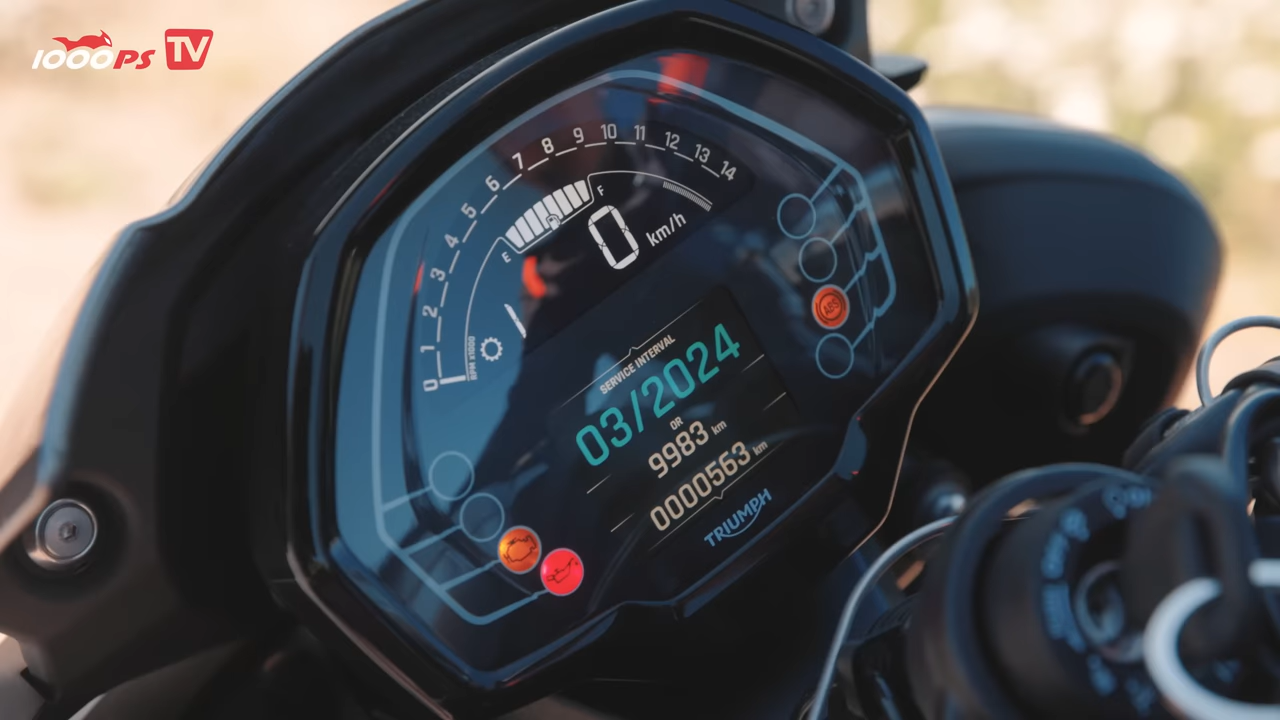 1000PS TV
0 1 2 3 4 5 6 7 8 9 10 11 12 13 14
RPM X1000
E F
0 km/h
ABS
SERVICE INTERVAL
03/2024
OR
9983 km
0000563 km
TRIUMPH